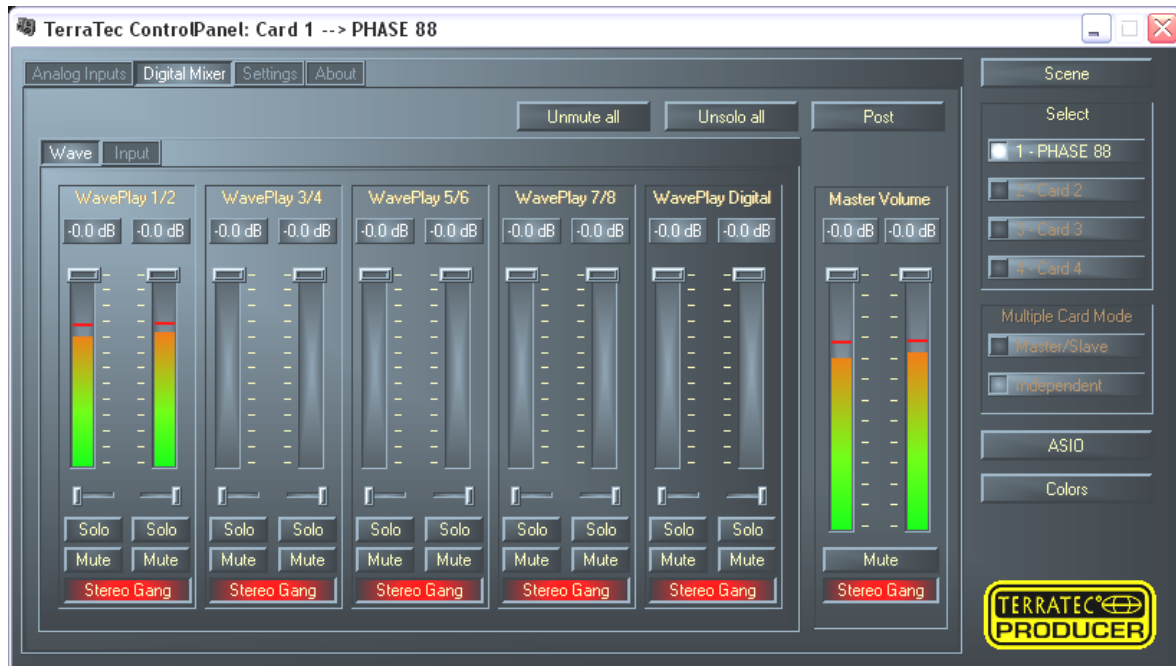 TerraTec ControlPanel: Card 1 --> PHASE 88
Analog Inputs Digital Mixer Settings About
Unmute all Unsolo all Post
Wave Input
WavePlay 1/2 WavePlay 3/4 WavePlay 5/6 WavePlay 7/8 WavePlay Digital Master Volume
-0.0 dB -0.0 dB -0.0 dB -0.0 dB -0.0 dB -0.0 dB -0.0 dB -0.0 dB -0.0 dB -0.0 dB -0.0 dB -0.0 dB
Solo Solo Solo Solo Solo Solo Solo Solo Solo Solo
Mute Mute Mute Mute Mute Mute Mute Mute Mute Mute Mute
Stereo Gang Stereo Gang Stereo Gang Stereo Gang Stereo Gang Stereo Gang
Scene
Select
1 - PHASE 88
2 - Card 2
3 - Card 3
4 - Card 4
Multiple Card Mode
Master/Slave
Independent
ASIO
Colors
TERRATEC
PRODUCER